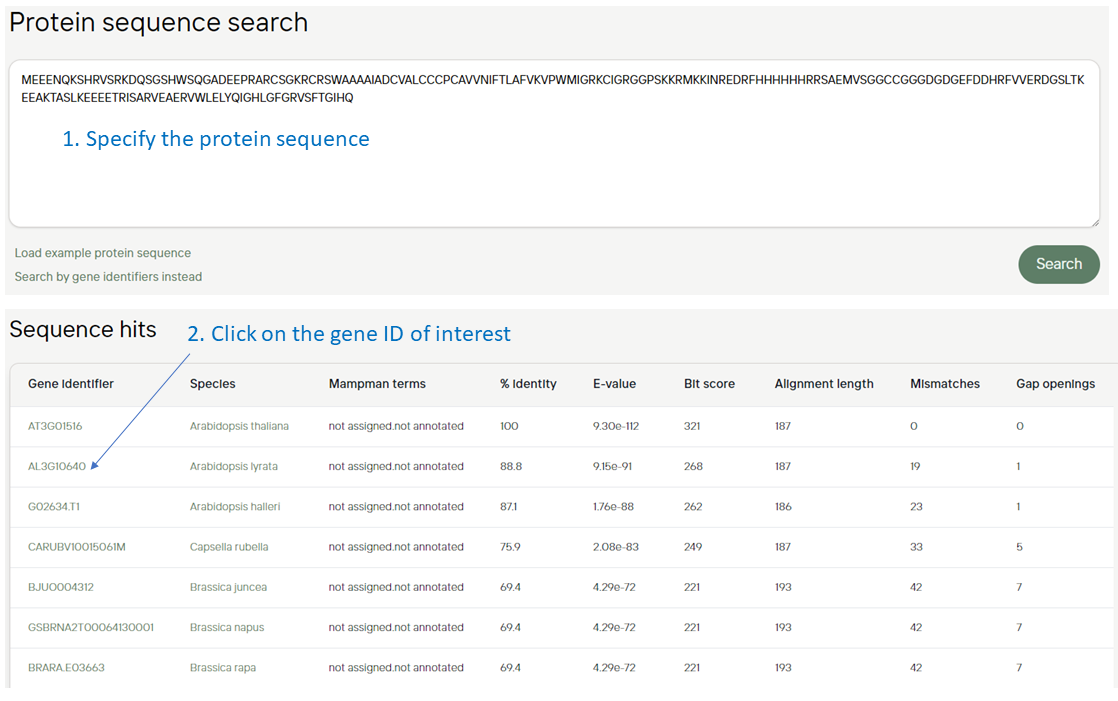 Protein sequence search
MEEENQKSHRVSRKDQSGSHWSQGADEEPRARCSGKRCRSWAAAAIADCVALCCCPCAVVNIFTLAFVKVPWMIGRKCIGRGGPSKKRMKKINREDRFHHHHHHRRSAEMVSGGCCGGGDGDGEFDDHRFVVERDGSLTK
EEAKTASLKEEEETRISARVEAERVWLELYQIGHLGFGRVSFTGIHQ
1. Specify the protein sequence
Load example protein sequence
Search
Search by gene identifiers instead
Sequence hits
2. Click on the gene ID of interest
Gene Identifier Species Mampman terms % Identity E-value Bit score Alignment length Mismatches Gap openings
AT3G01516 Arabidopsis thaliana not assigned.not annotated 100 9.30e-112 321 187 0 0
AL3G10640 Arabidopsis lyrata not assigned.not annotated 88.8 9.15e-91 268 187 19 1
G02634.T1 Arabidopsis halleri not assigned.not annotated 87.1 1.76e-88 262 186 23 1
CARUBV10015061M Capsella rubella not assigned.not annotated 75.9 2.08e-83 249 187 33 5
BJUO004312 Brassica juncea not assigned.not annotated 69.4 4.29e-72 221 193 42 7
GSBRNA2T00064130001 Brassica napus not assigned.not annotated 69.4 4.29e-72 221 193 42 7
BRARA.E03663 Brassica rapa not assigned.not annotated 69.4 4.29e-72 221 193 42 7